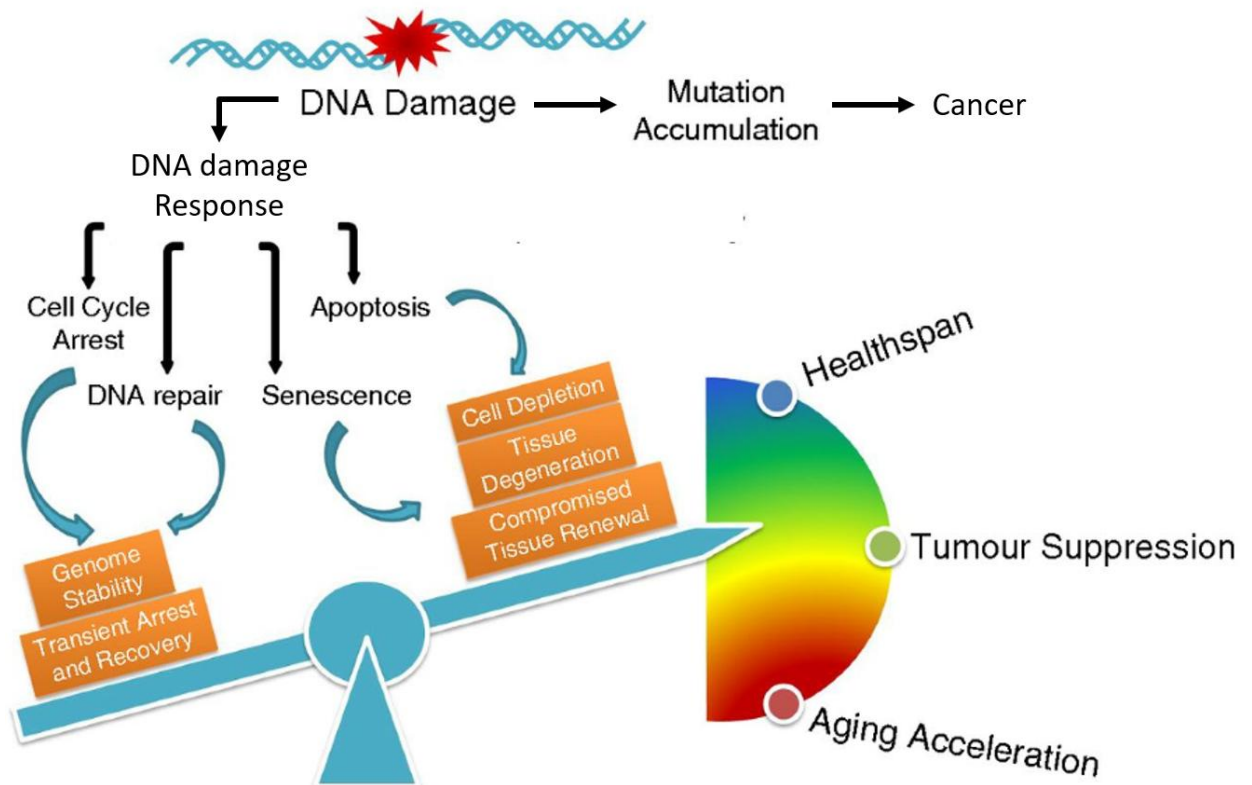 DNA Damage
Mutation
Accumulation
Cancer
DNA damage
Response
Cell Cycle
Arrest
Apoptosis
DNA repair
Senescence
Cell Depletion
Tissue
Degeneration
Compromised
Tissue Renewal
Genome
Stability
Transient Arrest
and Recovery
Healthspan
Tumour Suppression
Aging Acceleration